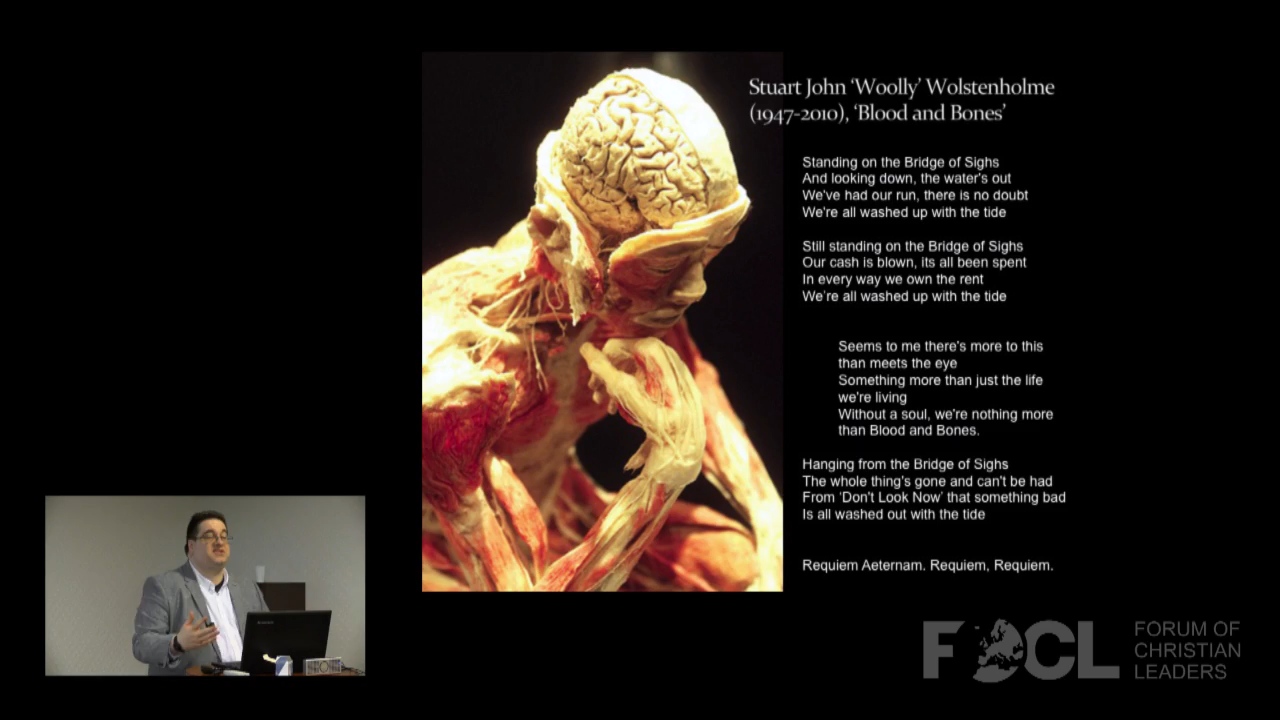 Stuart John ‘Woolly’ Wolstenholme
(1947-2010), ‘Blood and Bones’
Standing on the Bridge of Sighs
And looking down, the water's out
We've had our run, there is no doubt
We're all washed up with the tide
Still standing on the Bridge of Sighs
Our cash is blown, its all been spent
In every way we own the rent
We’re all washed up with the tide
Seems to me there's more to this
than meets the eye
Something more than just the life
we're living
Without a soul, we're nothing more
than Blood and Bones.
Hanging from the Bridge of Sighs
The whole thing's gone and can't be had
From ‘Don't Look Now’ that something bad
Is all washed out with the tide
Requiem Aeternam. Requiem, Requiem.
FOCL
FORUM OF
CHRISTIAN
LEADERS